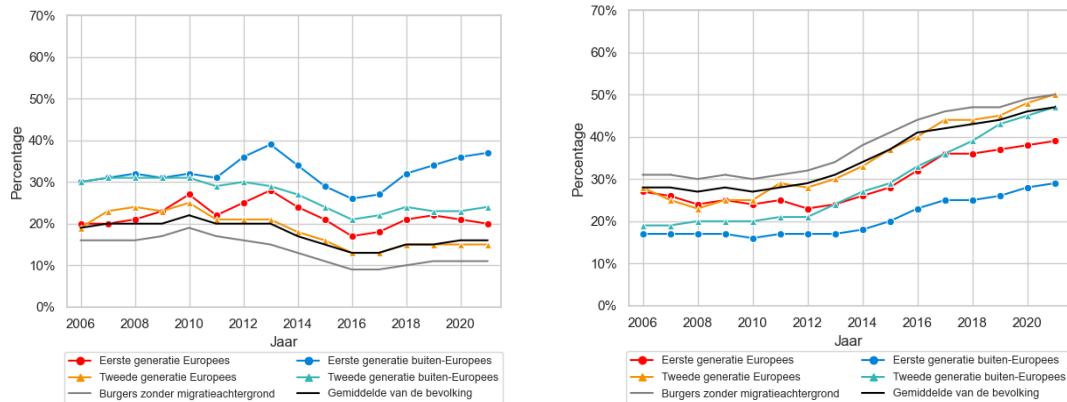 70%
60%
50%
40%
30%
20%
10%
0%
Percentage
2006 2008 2010 2012 2014 2016 2018 2020
Jaar
Eerste generatie Europees Eerste generatie buiten-Europees
Tweede generatie Europees Tweede generatie buiten-Europees
Burgers zonder migratieachtergrond Gemiddelde van de bevolking
70%
60%
50%
40%
30%
20%
10%
0%
Percentage
2006 2008 2010 2012 2014 2016 2018 2020
Jaar
Eerste generatie Europees Eerste generatie buiten-Europees
Tweede generatie Europees Tweede generatie buiten-Europees
Burgers zonder migratieachtergrond Gemiddelde van de bevolking